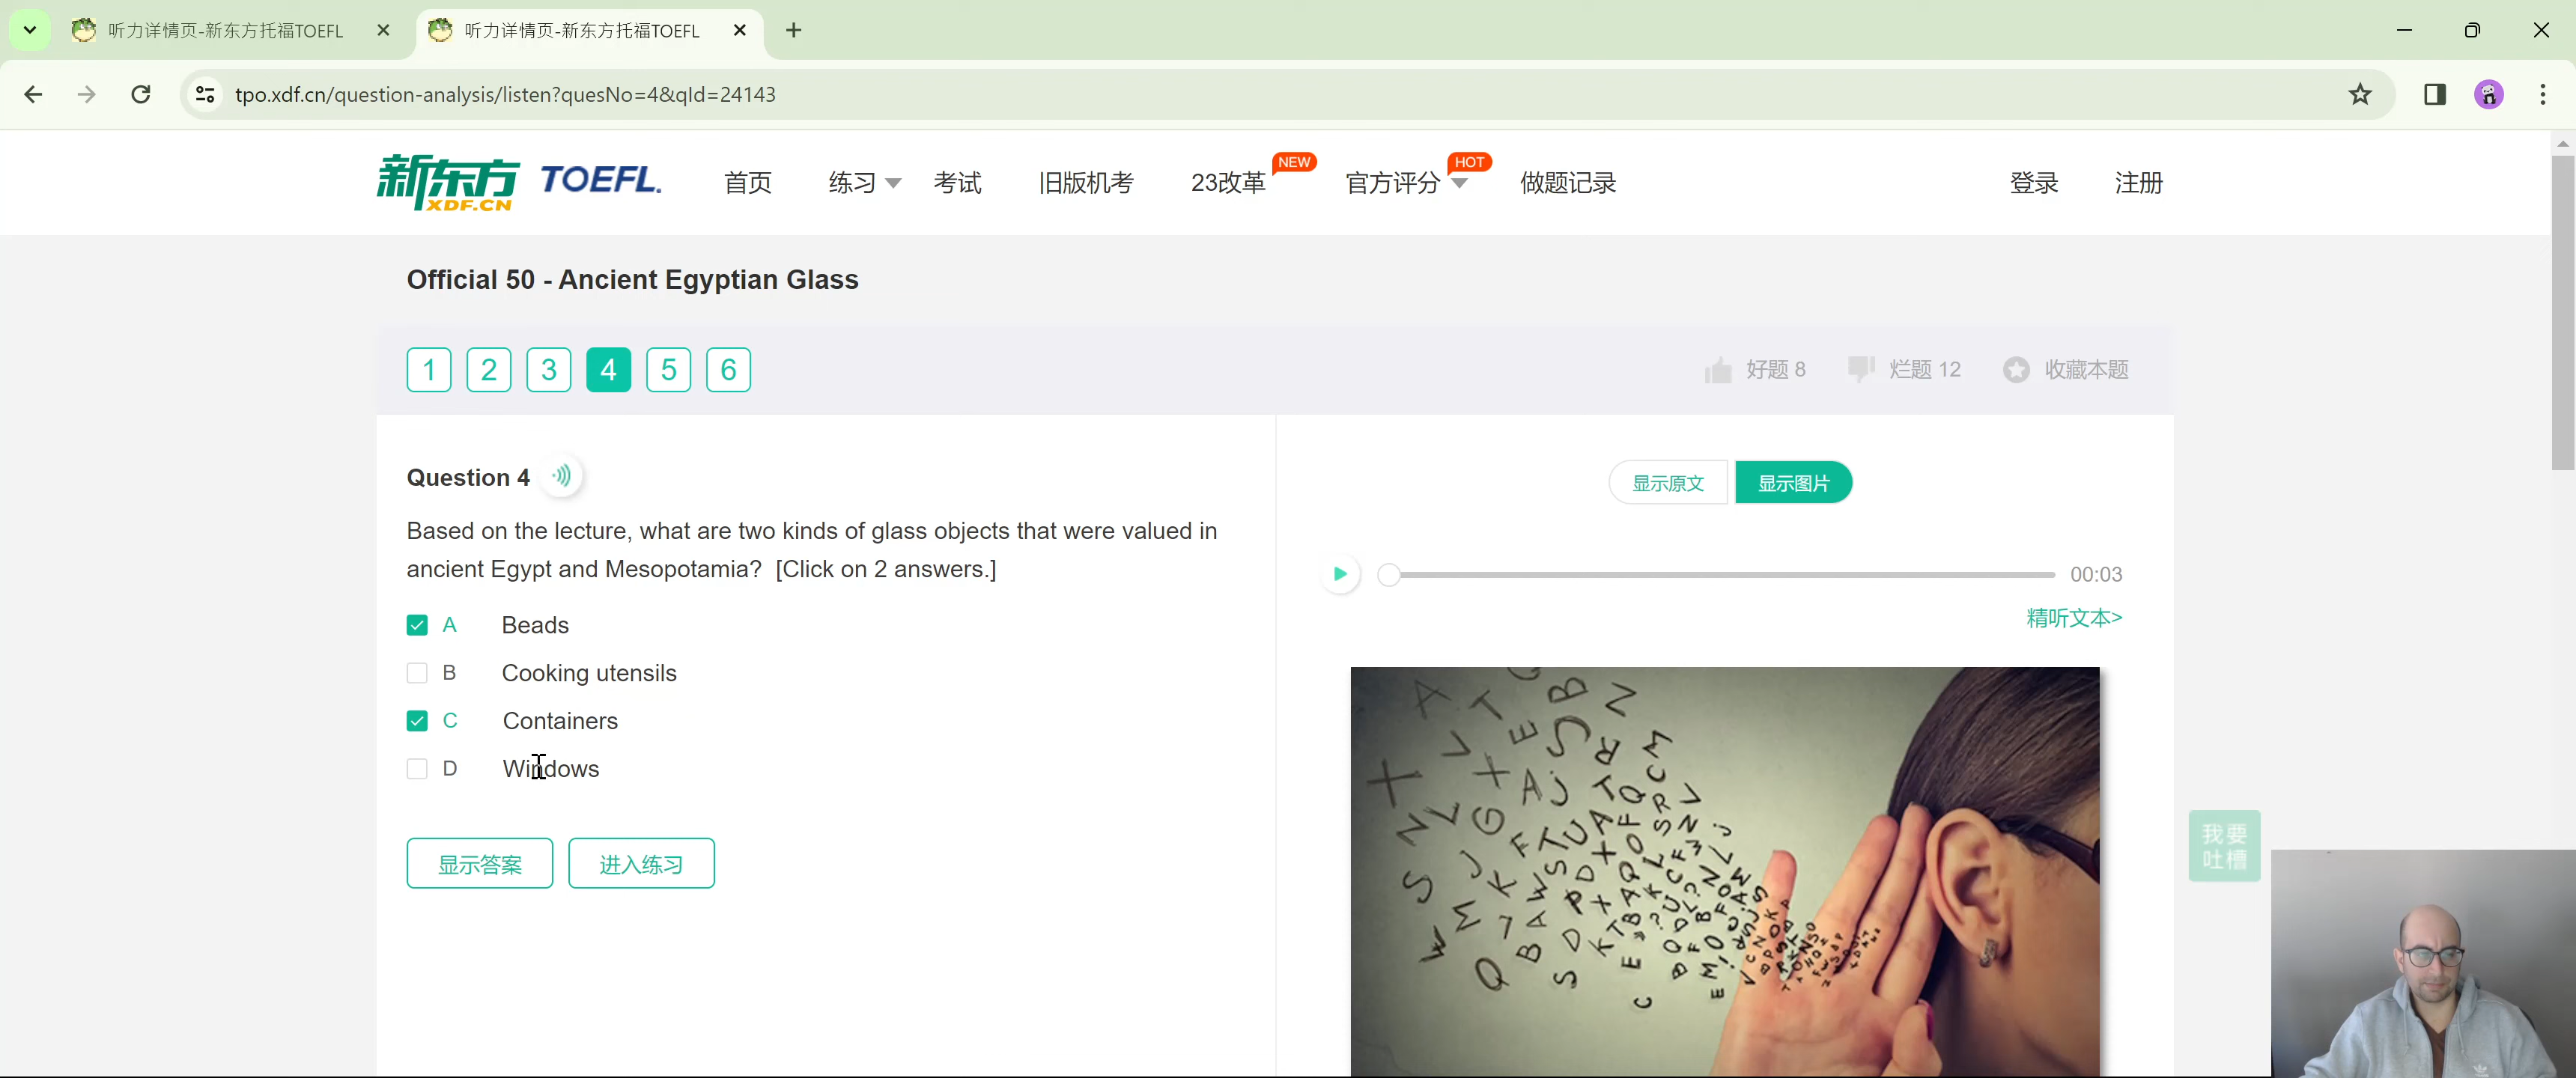 听力详情页-新东方托福TOEFL
听力详情页-新东方托福TOEFL
tpo.xdf.cn/question-analysis/listen?quesNo=4&qId=24143
新东方 XDF.CN TOEFL.
首页 练习 考试 旧版机考 23改革 NEW 官方评分 HOT 做题记录 登录 注册
Official 50 - Ancient Egyptian Glass
1 2 3 4 5 6 好题 8 烂题 12 收藏本题
Question 4
Based on the lecture, what are two kinds of glass objects that were valued in
ancient Egypt and Mesopotamia? [Click on 2 answers.]
A Beads
B Cooking utensils
C Containers
D Windows
显示答案 进入练习
显示原文 显示图片
00:03
精听文本>
我要
吐槽